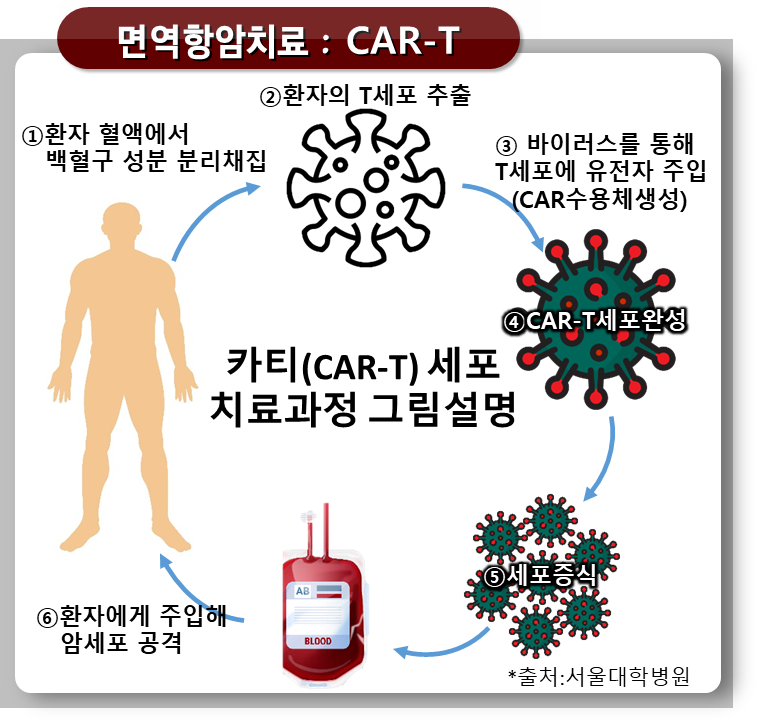 면역항암치료 : CAR-T
②환자의 T세포 추출
①환자 혈액에서
백혈구 성분 분리채집
③ 바이러스를 통해
T세포에 유전자 주입
(CAR수용체생성)
④CAR-T세포완성
카티(CAR-T) 세포
치료과정 그림설명
⑤세포증식
AB
BLOOD
⑥환자에게 주입해
암세포 공격
*출처:서울대학병원